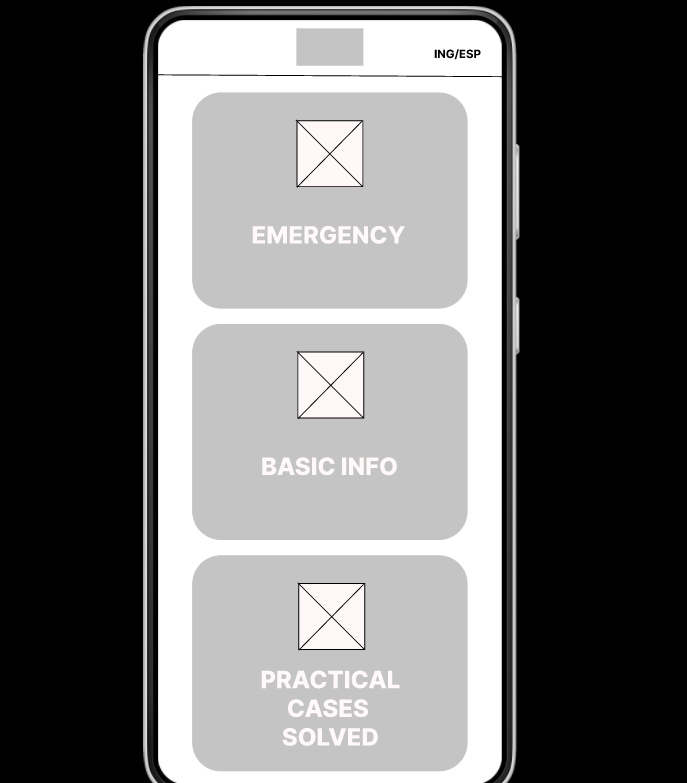 ING/ESP
EMERGENCY
BASIC INFO
PRACTICAL
CASES
SOLVED